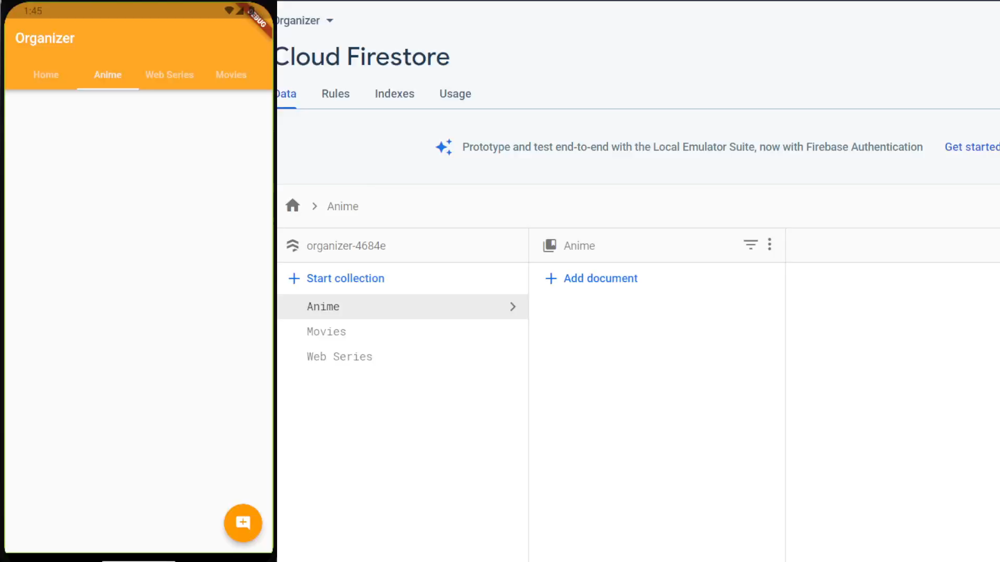 1:45
DEBUG
Organizer
Home Anime Web Series Movies
Organizer
Cloud Firestore
Data Rules Indexes Usage
Prototype and test end-to-end with the Local Emulator Suite, now with Firebase Authentication Get started
Anime
organizer-4684e
Start collection
Anime
Movies
Web Series
Anime
Add document